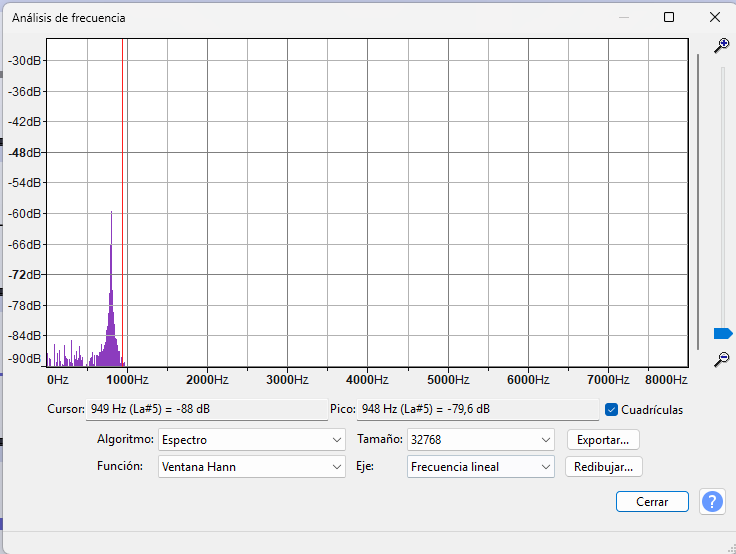 Análisis de frecuencia
-30dB
-36dB
-42dB
-48dB
-54dB
-60dB
-66dB
-72dB
-78dB
-84dB
-90dB
0Hz 1000Hz 2000Hz 3000Hz 4000Hz 5000Hz 6000Hz 7000Hz 8000Hz
Cursor: 949 Hz (La#5) = -88 dB Pico: 948 Hz (La#5) = -79,6 dB Cuadrículas
Algoritmo: Espectro Tamaño: 32768 Exportar...
Función: Ventana Hann Eje: Frecuencia lineal Redibujar...
Cerrar ?